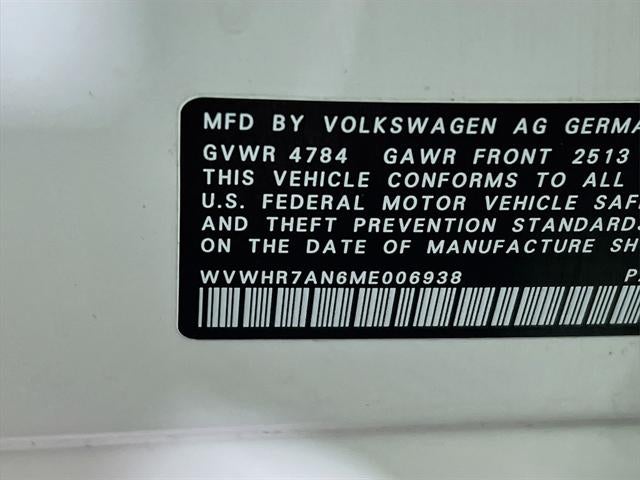 MFD BY VOLKSWAGEN AG GERMA
GVWR 4784 GAWR FRONT 2513
THIS VEHICLE CONFORMS TO ALL
U.S. FEDERAL MOTOR VEHICLE SAF
AND THEFT PREVENTION STANDARDS
ON THE DATE OF MANUFACTURE SH
WVWHR7AN6ME006938 P